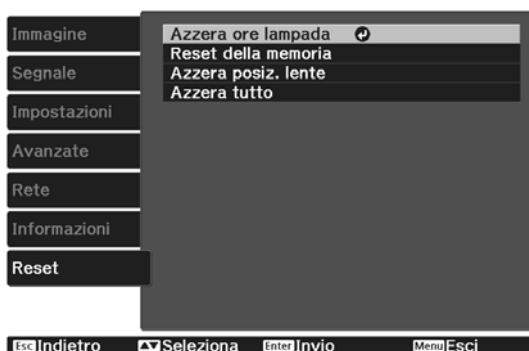 Immagine
Segnale
Impostazioni
Avanzate
Rete
Informazioni
Reset
Azzera ore lampada
Reset della memoria
Azzera posiz. lente
Azzera tutto
Esc Indietro Seleziona Enter Invio Menu Esci